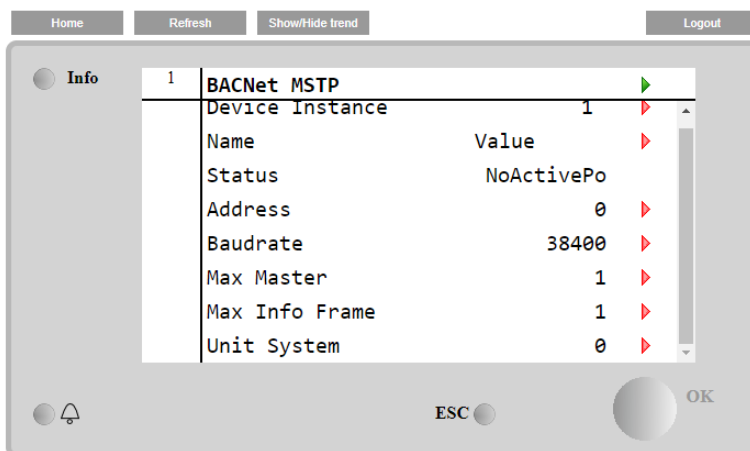 Home Refresh Show/Hide trend Logout
Info 1 BACNet MSTP
Device Instance 1
Name Value
Status NoActivePo
Address 0
Baudrate 38400
Max Master 1
Max Info Frame 1
Unit System 0
ESC OK